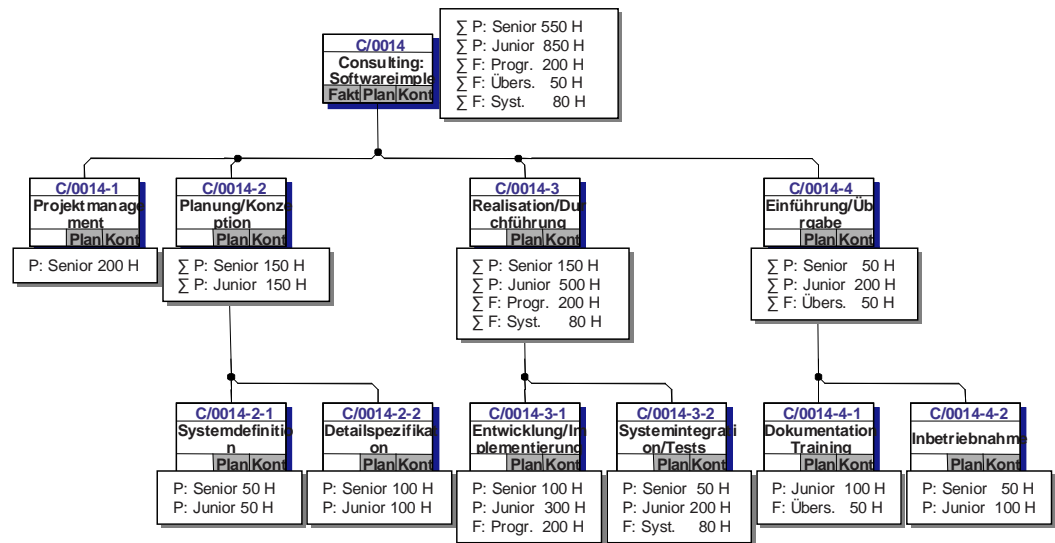 C/0014
Consulting:
Softwareimple
Fakt Plan Kont
∑ P: Senior 550 H
∑ P: Junior 850 H
∑ F: Progr. 200 H
∑ F: Übers. 50 H
∑ F: Syst. 80 H
C/0014-1
Projektmanage
ment
Plan Kont
P: Senior 200 H
C/0014-2
Planung/Konze
ption
Plan Kont
∑ P: Senior 150 H
∑ P: Junior 150 H
C/0014-3
Realisation/Dur
chführung
Plan Kont
∑ P: Senior 150 H
∑ P: Junior 500 H
∑ F: Progr. 200 H
∑ F: Syst. 80 H
C/0014-4
Einführung/Übe
rgabe
Plan Kont
∑ P: Senior 50 H
∑ P: Junior 200 H
∑ F: Übers. 50 H
C/0014-2-1
Systemdefinitio
n
Plan Kont
P: Senior 50 H
P: Junior 50 H
C/0014-2-2
Detailspezifikati
on
Plan Kont
P: Senior 100 H
P: Junior 100 H
C/0014-3-1
Entwicklung/Im
plementierung
Plan Kont
P: Senior 100 H
P: Junior 300 H
F: Progr. 200 H
C/0014-3-2
Systemintegrati
on/Tests
Plan Kont
P: Senior 50 H
P: Junior 200 H
F: Syst. 80 H
C/0014-4-1
Dokumentation
Training
Plan Kont
P: Junior 100 H
F: Übers. 50 H
C/0014-4-2
Inbetriebnahme
Plan Kont
P: Senior 50 H
P: Junior 100 H